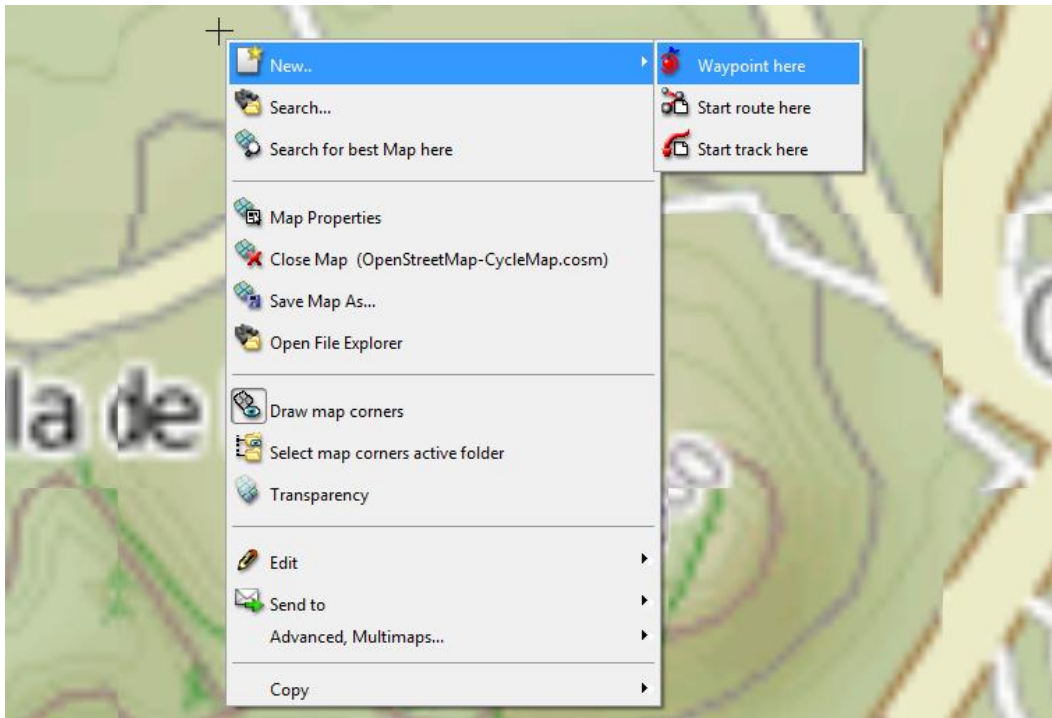 New..
Waypoint here
Search...
Start route here
Search for best Map here
Start track here
Map Properties
Close Map (OpenStreetMap-CycleMap.cosm)
Save Map As...
Open File Explorer
la de
Draw map corners
Select map corners active folder
Transparency
Edit
Send to
Advanced, Multimaps...
Copy